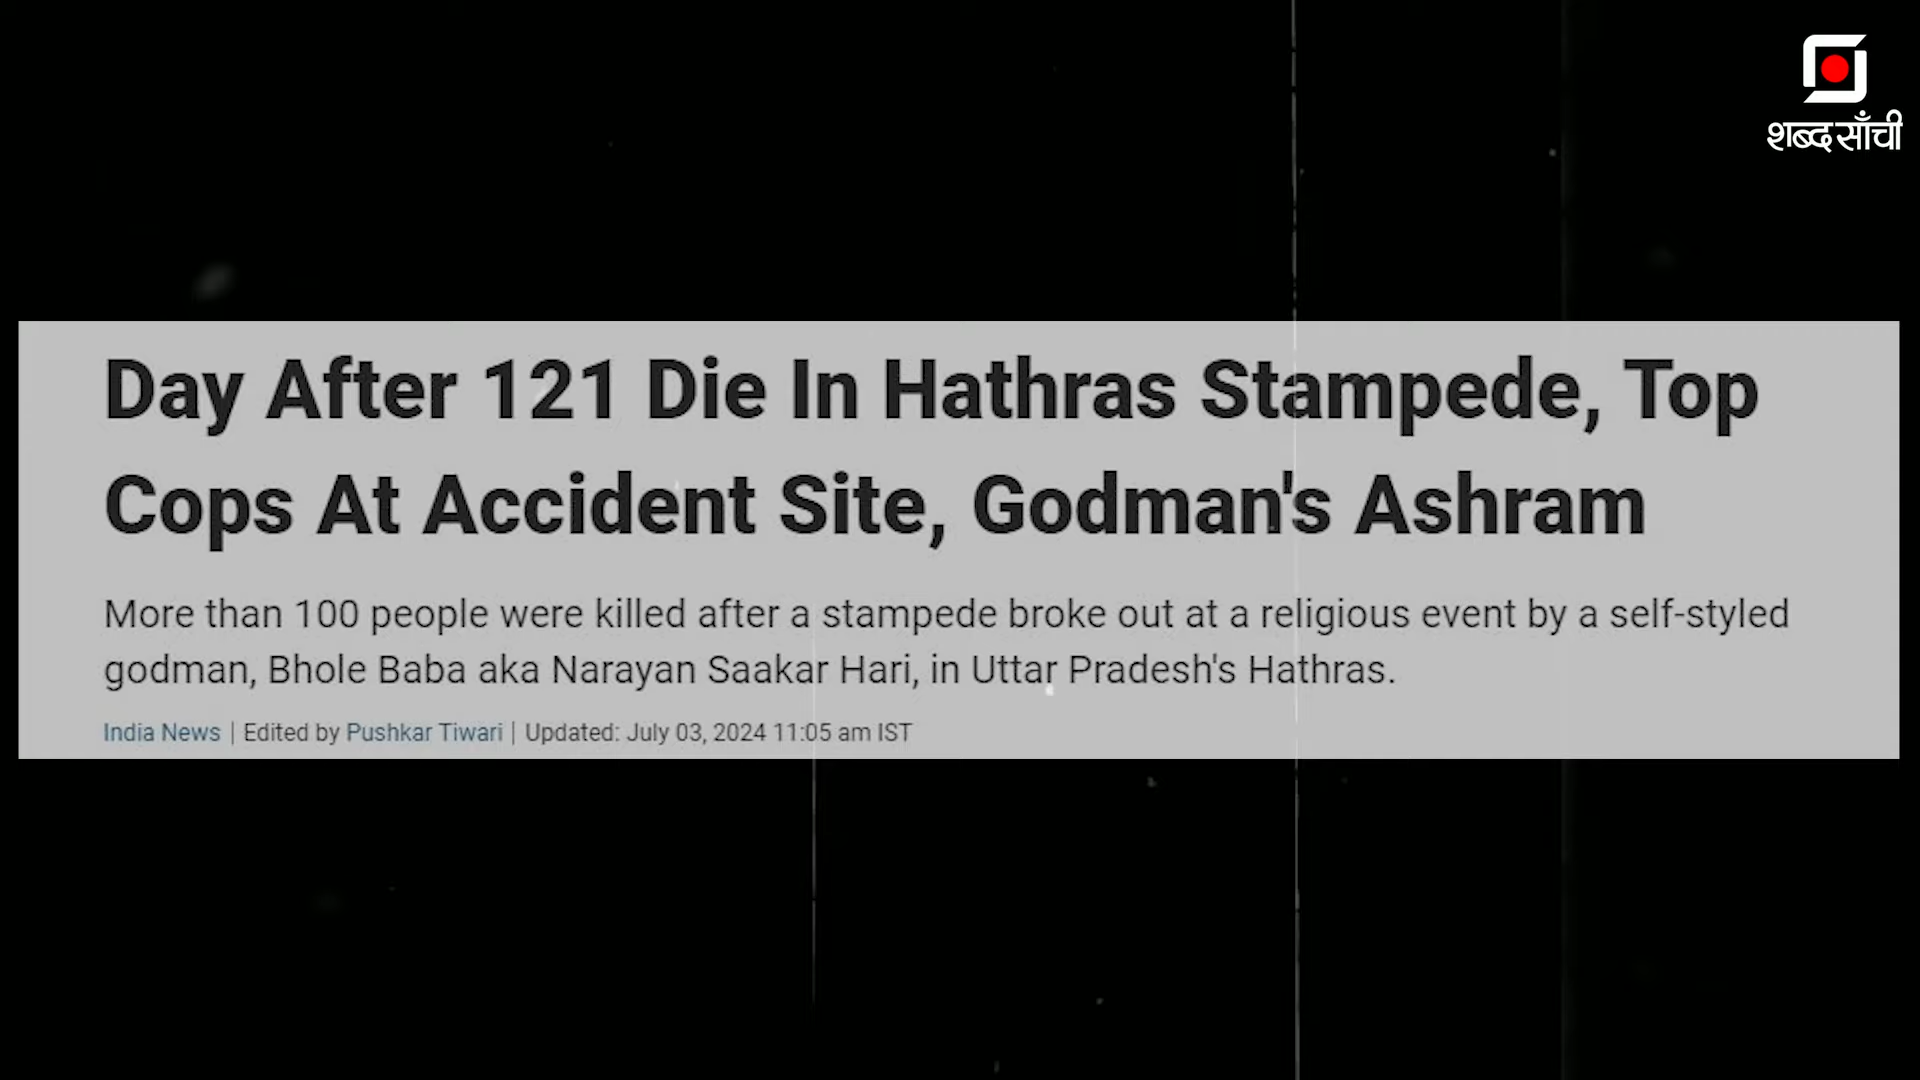 शब्द साँची
Day After 121 Die In Hathras Stampede, Top
Cops At Accident Site, Godman's Ashram
More than 100 people were killed after a stampede broke out at a religious event by a self-styled
godman, Bhole Baba aka Narayan Saakar Hari, in Uttar Pradesh's Hathras.
India News | Edited by Pushkar Tiwari | Updated: July 03, 2024 11:05 am IST